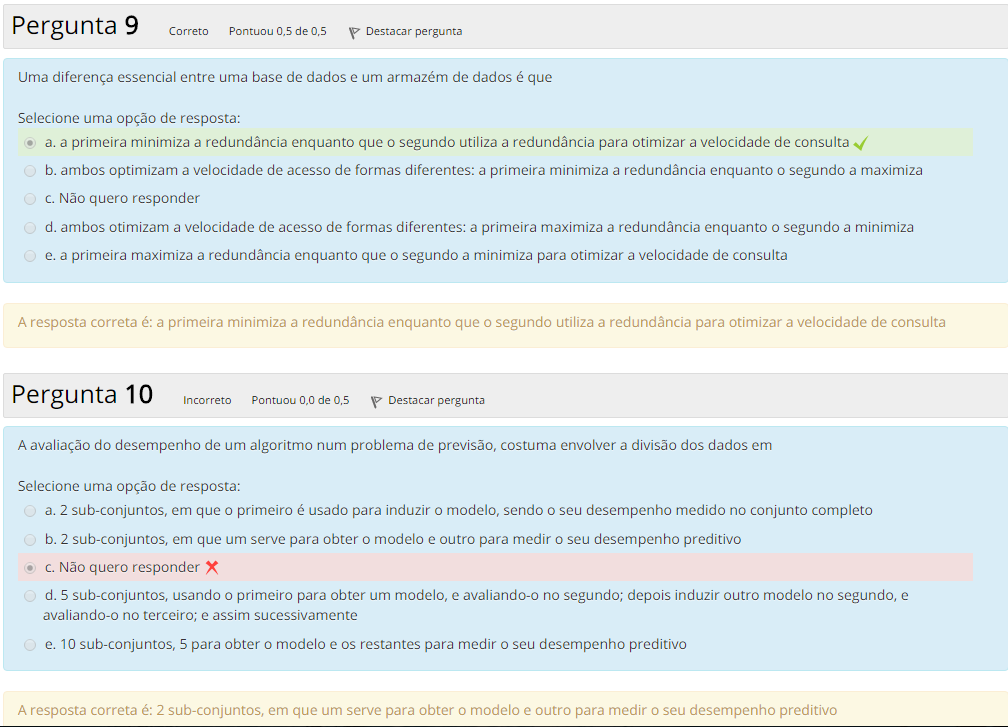 Pergunta 9 Correto Pontuou 0,5 de 0,5 Destacar pergunta
Uma diferença essencial entre uma base de dados e um armazém de dados é que
Selecione uma opção de resposta:
a. a primeira minimiza a redundância enquanto que o segundo utiliza a redundância para otimizar a velocidade de consulta
b. ambos optimizam a velocidade de acesso de formas diferentes: a primeira minimiza a redundância enquanto o segundo a maximiza
c. Não quero responder
d. ambos otimizam a velocidade de acesso de formas diferentes: a primeira maximiza a redundância enquanto o segundo a minimiza
e. a primeira maximiza a redundância enquanto que o segundo a minimiza para otimizar a velocidade de consulta
A resposta correta é: a primeira minimiza a redundância enquanto que o segundo utiliza a redundância para otimizar a velocidade de consulta
Pergunta 10 Incorreto Pontuou 0,0 de 0,5 Destacar pergunta
A avaliação do desempenho de um algoritmo num problema de previsão, costuma envolver a divisão dos dados em
Selecione uma opção de resposta:
a. 2 sub-conjuntos, em que o primeiro é usado para induzir o modelo, sendo o seu desempenho medido no conjunto completo
b. 2 sub-conjuntos, em que um serve para obter o modelo e outro para medir o seu desempenho preditivo
c. Não quero responder
d. 5 sub-conjuntos, usando o primeiro para obter um modelo, e avaliando-o no segundo; depois induzir outro modelo no segundo, e
avaliando-o no terceiro; e assim sucessivamente
e. 10 sub-conjuntos, 5 para obter o modelo e os restantes para medir o seu desempenho preditivo
A resposta correta é: 2 sub-conjuntos, em que um serve para obter o modelo e outro para medir o seu desempenho preditivo